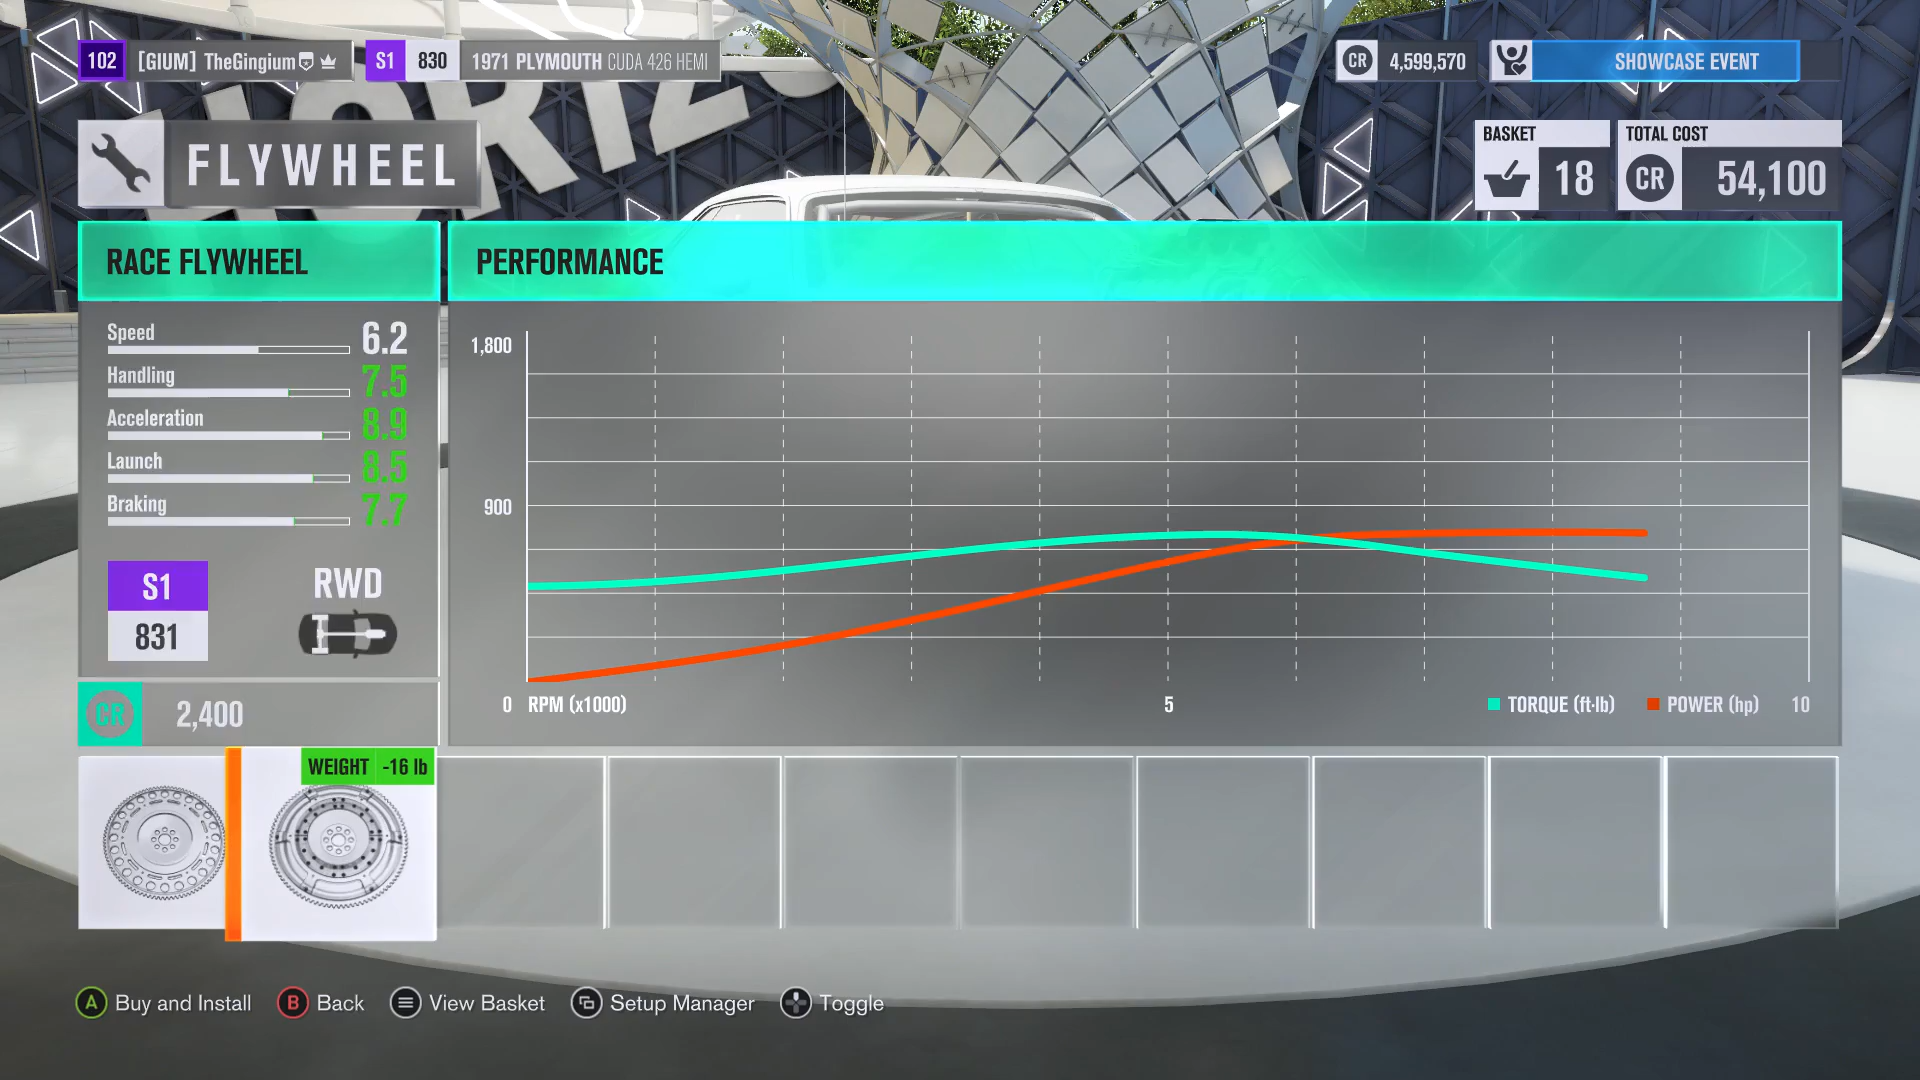 102 [GIUM] TheGingium S1 830 1971 PLYMOUTH CUDA 426 HEMI
CR 4,599,570 SHOWCASE EVENT
HORIZO
FLYWHEEL
BASKET
18
TOTAL COST
CR 54,100
RACE FLYWHEEL
Speed 6.2
Handling 7.5
Acceleration 8.9
Launch 8.5
Braking 7.7
S1
831
RWD
CR 2,400
PERFORMANCE
1,800
900
0 RPM (x1000) 5 TORQUE (ft·lb) POWER (hp) 10
WEIGHT -16 lb
A Buy and Install B Back View Basket Setup Manager Toggle